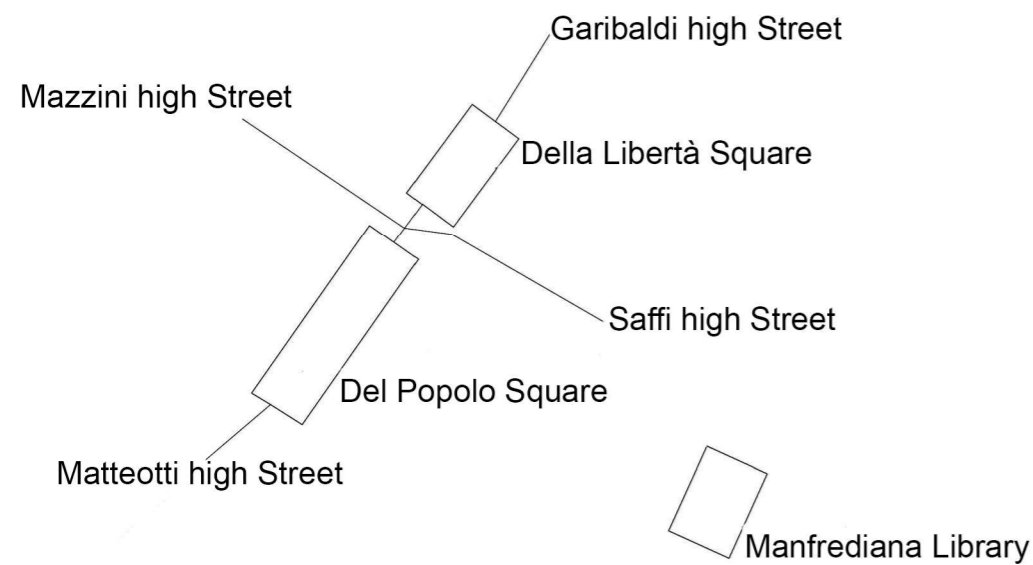 Garibaldi high Street
Mazzini high Street
Della Libertà Square
Saffi high Street
Del Popolo Square
Matteotti high Street
Manfrediana Library